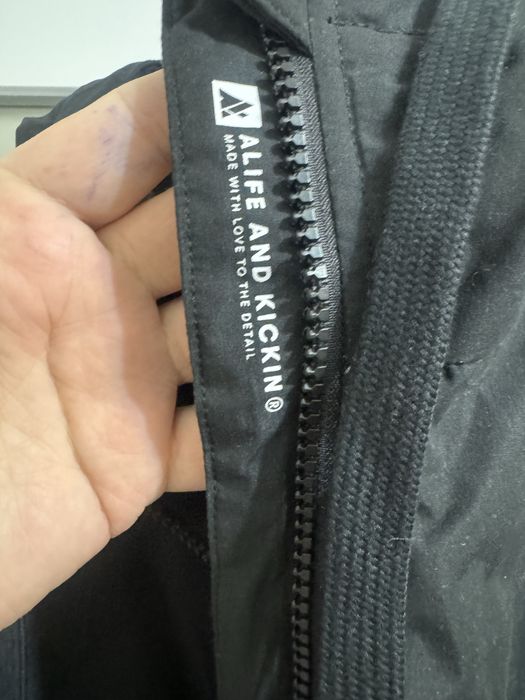 ALIFE AND KICKIN®
MADE WITH LOVE TO THE DETAIL